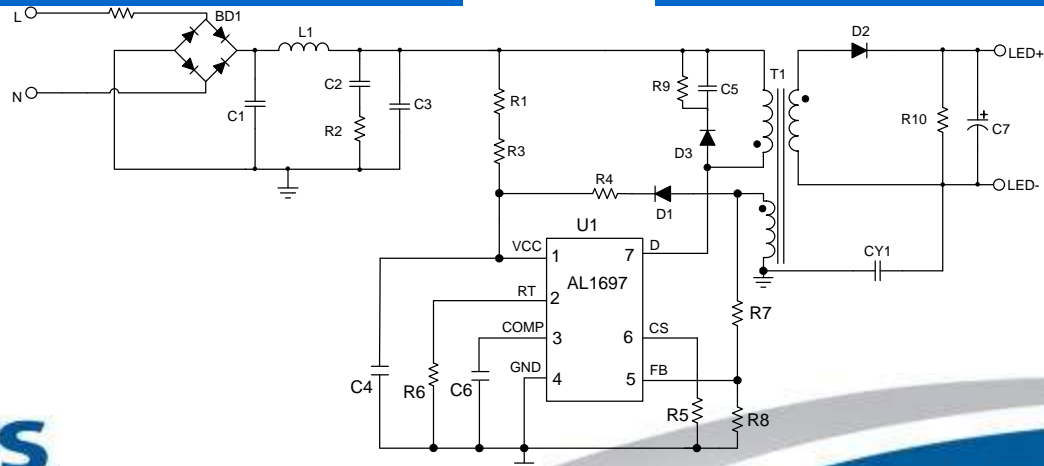 L
BD1
L1
D2
LED+
T1
N
C1
C2
C3
R2
R1
R3
R9
C5
D3
R10
C7
+
LED-
R4
D1
U1
VCC
1
7
D
AL1697
CY1
RT
2
R7
COMP
3
6
CS
GND
4
5
FB
C4
R6
C6
R5
R8
s